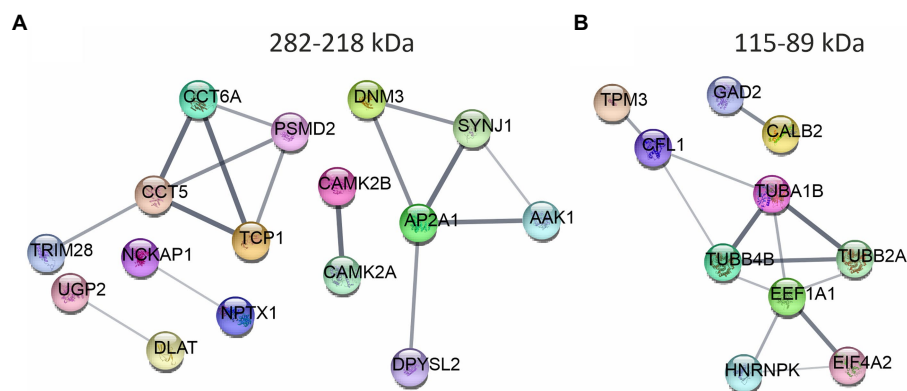 A
282-218 kDa
CCT6A
PSMD2
CCT5
TCP1
TRIM28
NCKAP1
UGP2
NPTX1
DLAT
CAMK2B
CAMK2A
DNM3
SYNJ1
AP2A1
AAK1
DPYSL2
B
115-89 kDa
TPM3
GAD2
CFL1
CALB2
TUBA1B
TUBB4B
TUBB2A
EEF1A1
HNRNPK
EIF4A2